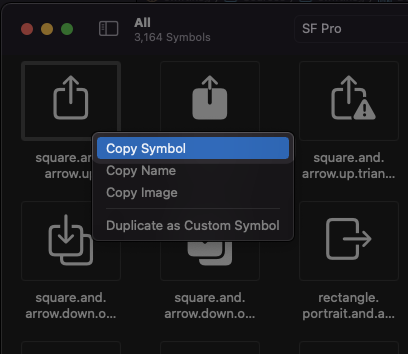 All
3,164 Symbols
SF Pro
square.and.
arrow.up
square.and.
arrow.up.trian...
Copy Symbol
Copy Name
Copy Image
Duplicate as Custom Symbol
square.and.
arrow.down.o...
square.and.
arrow.down.o...
rectangle.
portrait.and.a...